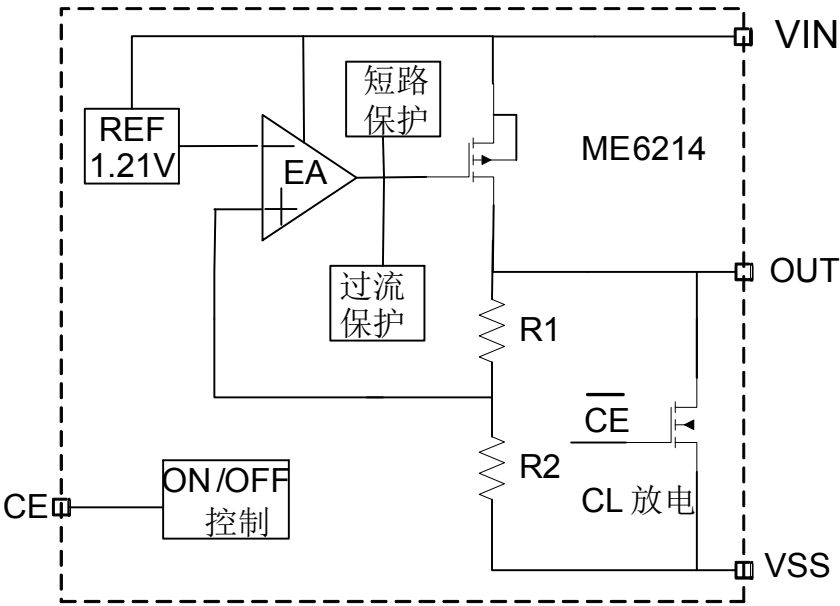 VIN
短路
保护
REF
1.21V
EA
ME6214
OUT
过流
保护
R1
CE
R2
ON/OFF
控制
CL 放电
CE
VSS